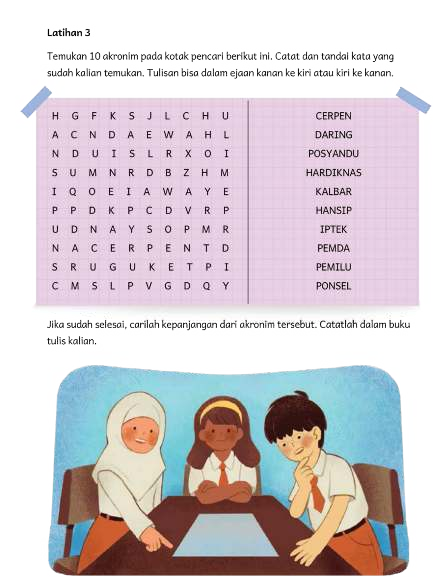 Latihan 3
Temukan 10 akronim pada kotak pencari berikut ini. Catat dan tandai kata yang
sudah kalian temukan. Tulisan bisa dalam ejaan kanan ke kiri atau kiri ke kanan.
H G F K S J L C H U CERPEN
A C N D A E W A H L DARING
N D U I S L R X O I POSYANDU
S U M N R D B Z H M HARDIKNAS
I Q O E I A W A Y E KALBAR
P P D K P C D V R P HANSIP
U D N A Y S O P M R IPTEK
N A C E R P E N T D PEMDA
S R U G U K E T P I PEMILU
C M S L P V G D Q Y PONSEL
Jika sudah selesai, carilah kepanjangan dari akronim tersebut. Catatlah dalam buku
tulis kalian.